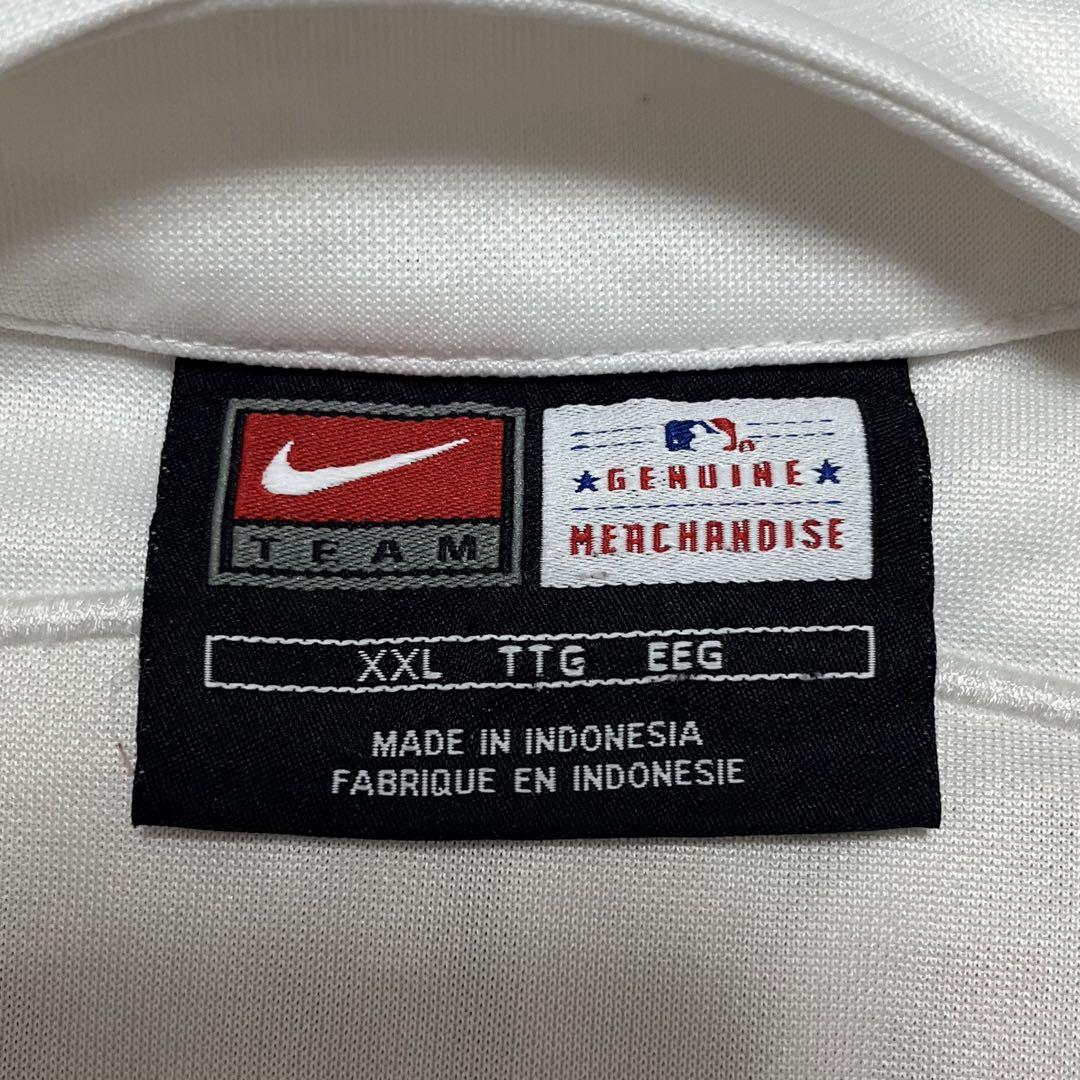 TEAM
GENUINE
MERCHANDISE
XXL TTG EEG
MADE IN INDONESIA
FABRIQUE EN INDONESIE